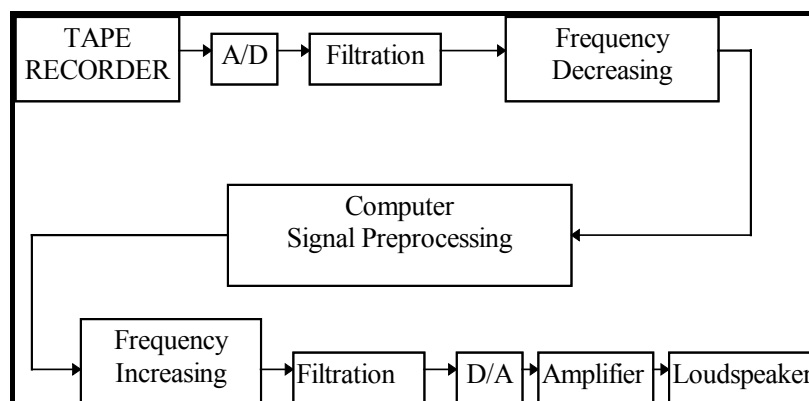 TAPE
RECORDER
A/D
Filtration
Frequency
Decreasing
Computer
Signal Preprocessing
Frequency
Increasing
Filtration
D/A
Amplifier
Loudspeaker